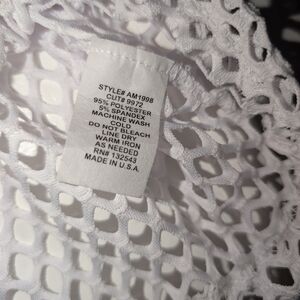 STYLE# AM1998
CUT# 9972
95% POLYESTER
5% SPANDEX
MACHINE WASH
COLD
DO NOT BLEACH
LINE DRY
WARM IRON
AS NEEDED
RN# 132543
MADE IN U.S.A.